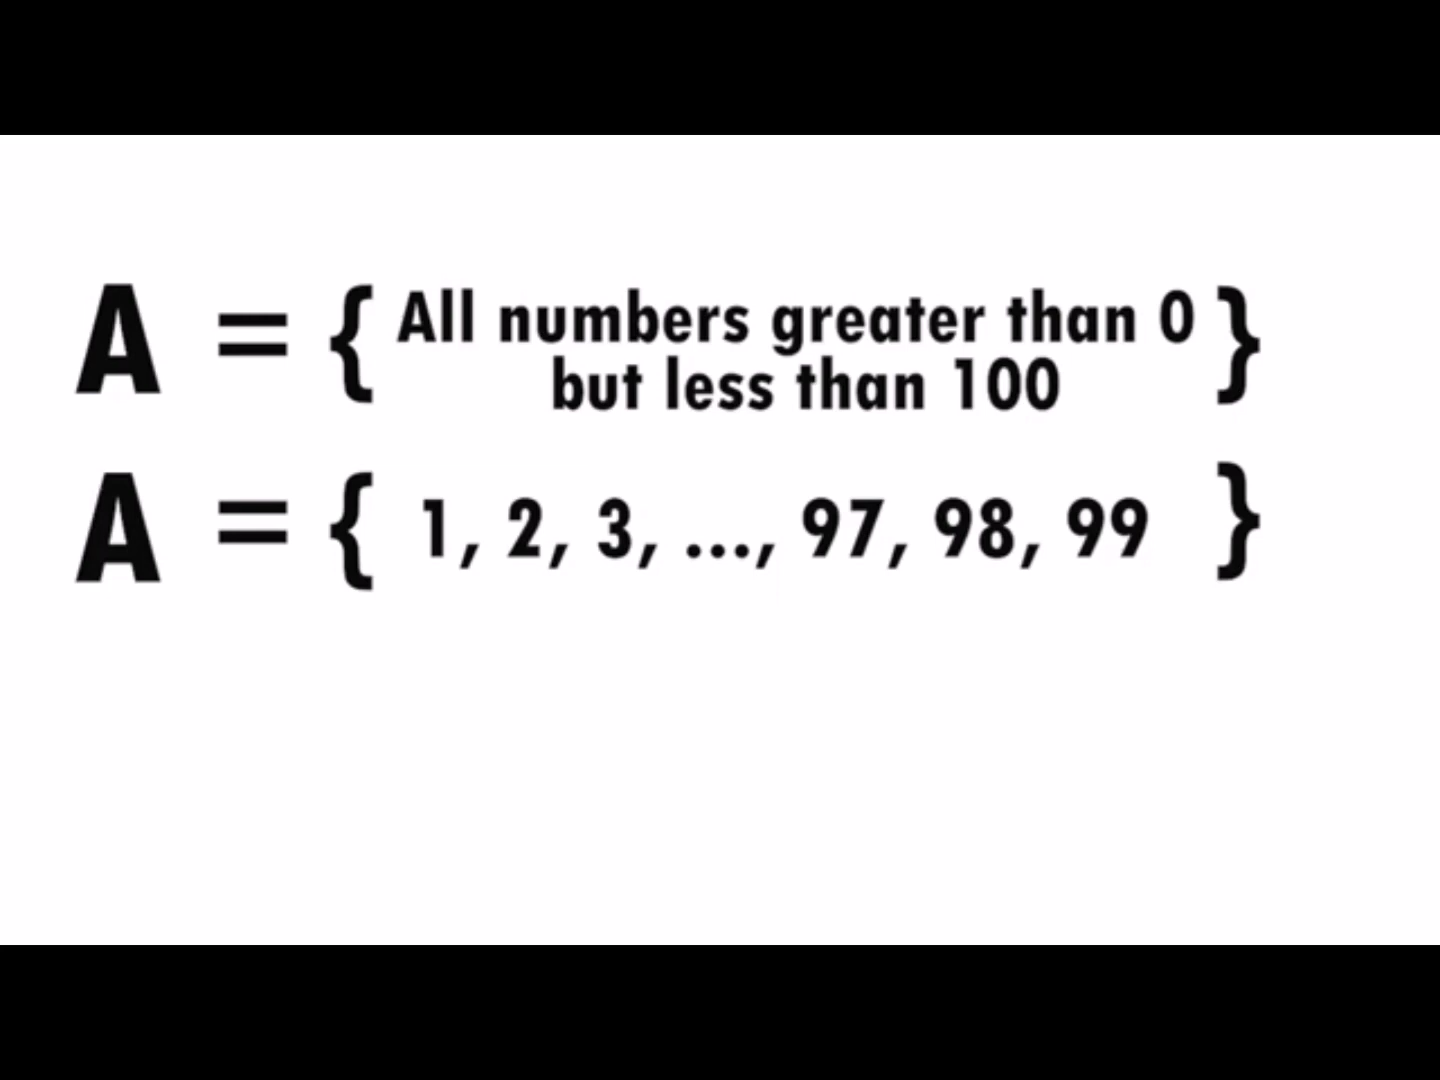 A = { All numbers greater than 0
but less than 100 }
A = { 1, 2, 3, ..., 97, 98, 99 }